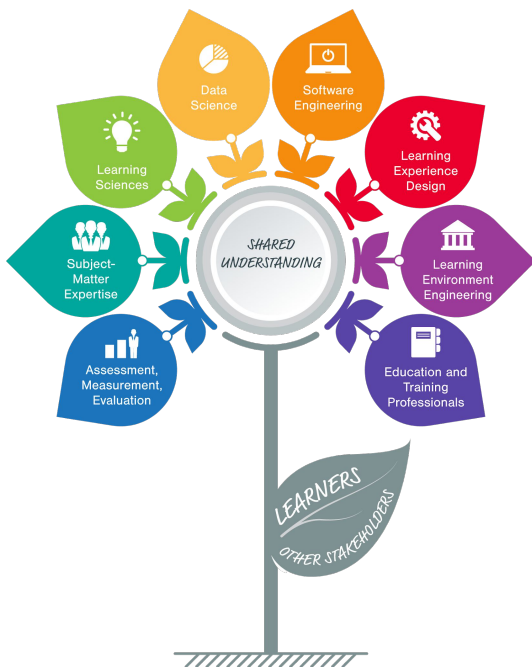 Data
Science
Software
Engineering
Learning
Sciences
Learning
Experience
Design
Subject-
Matter
Expertise
SHARED
UNDERSTANDING
Learning
Environment
Engineering
Assessment,
Measurement,
Evaluation
Education and
Training
Professionals
LEARNERS
OTHER STAKEHOLDERS